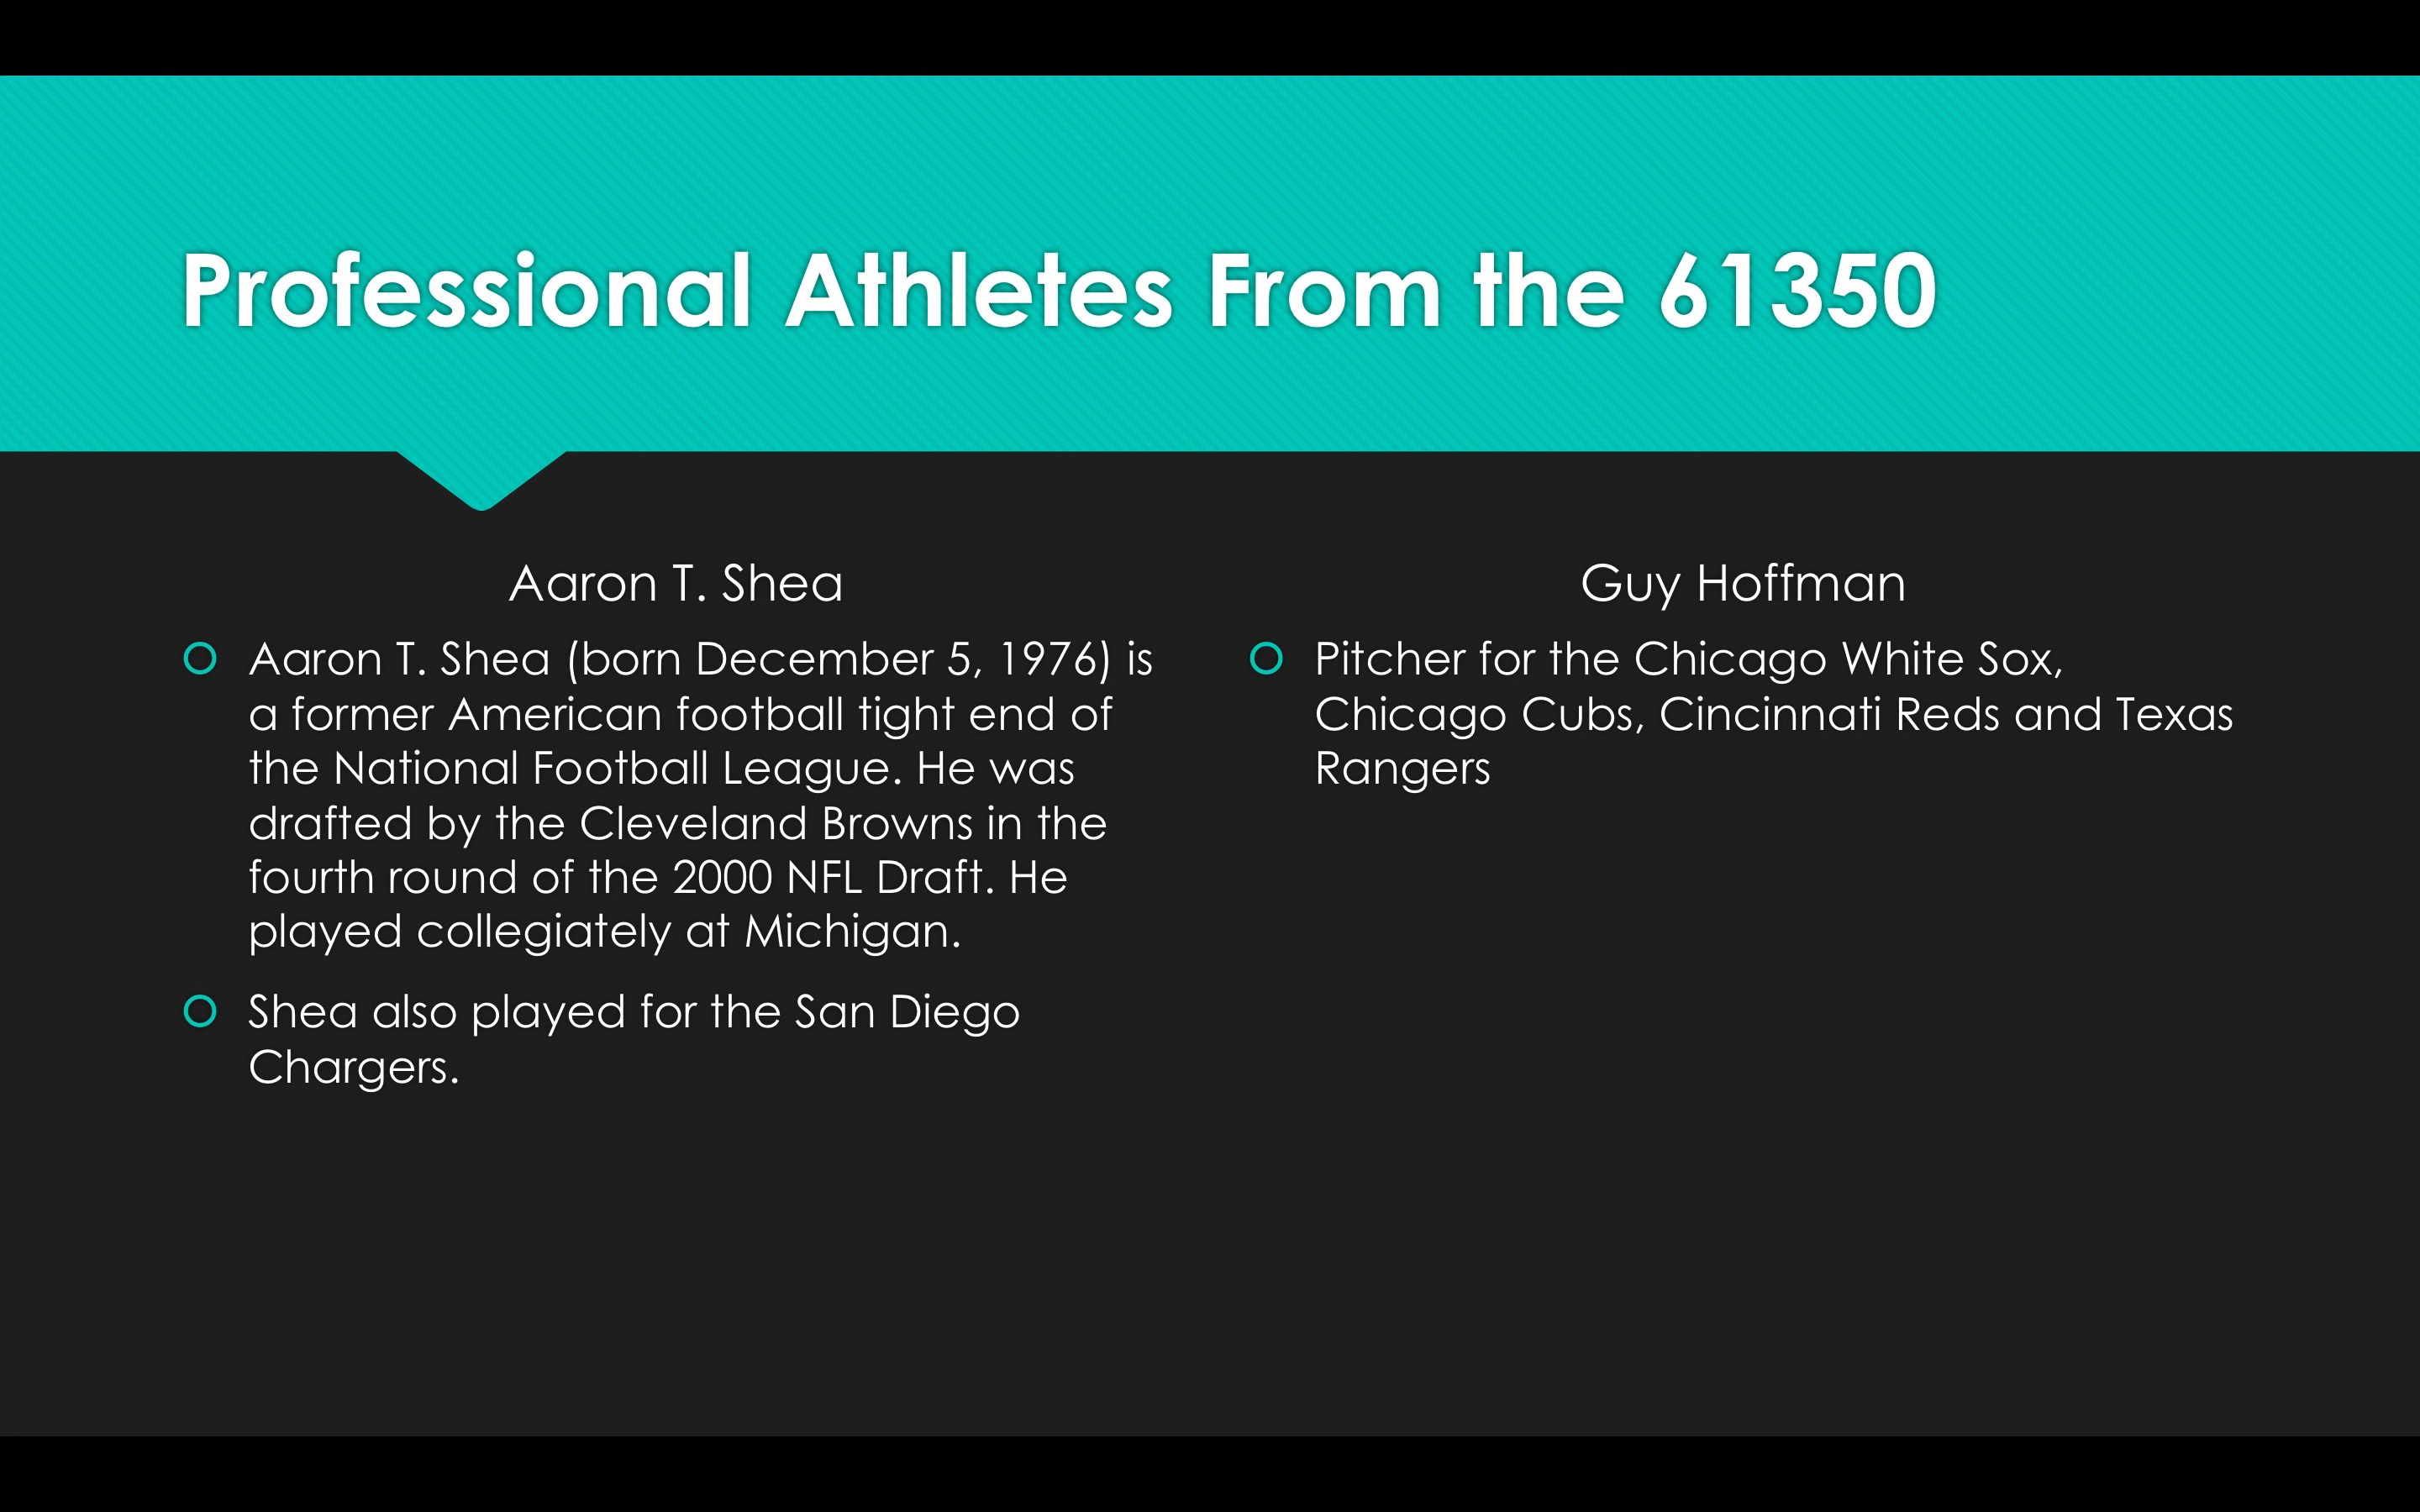 Professional Athletes From the 61350
Aaron T. Shea
Aaron T. Shea (born December 5, 1976) is
a former American football tight end of
the National Football League. He was
drafted by the Cleveland Browns in the
fourth round of the 2000 NFL Draft. He
played collegiately at Michigan.
Shea also played for the San Diego
Chargers.
Guy Hoffman
Pitcher for the Chicago White Sox,
Chicago Cubs, Cincinnati Reds and Texas
Rangers